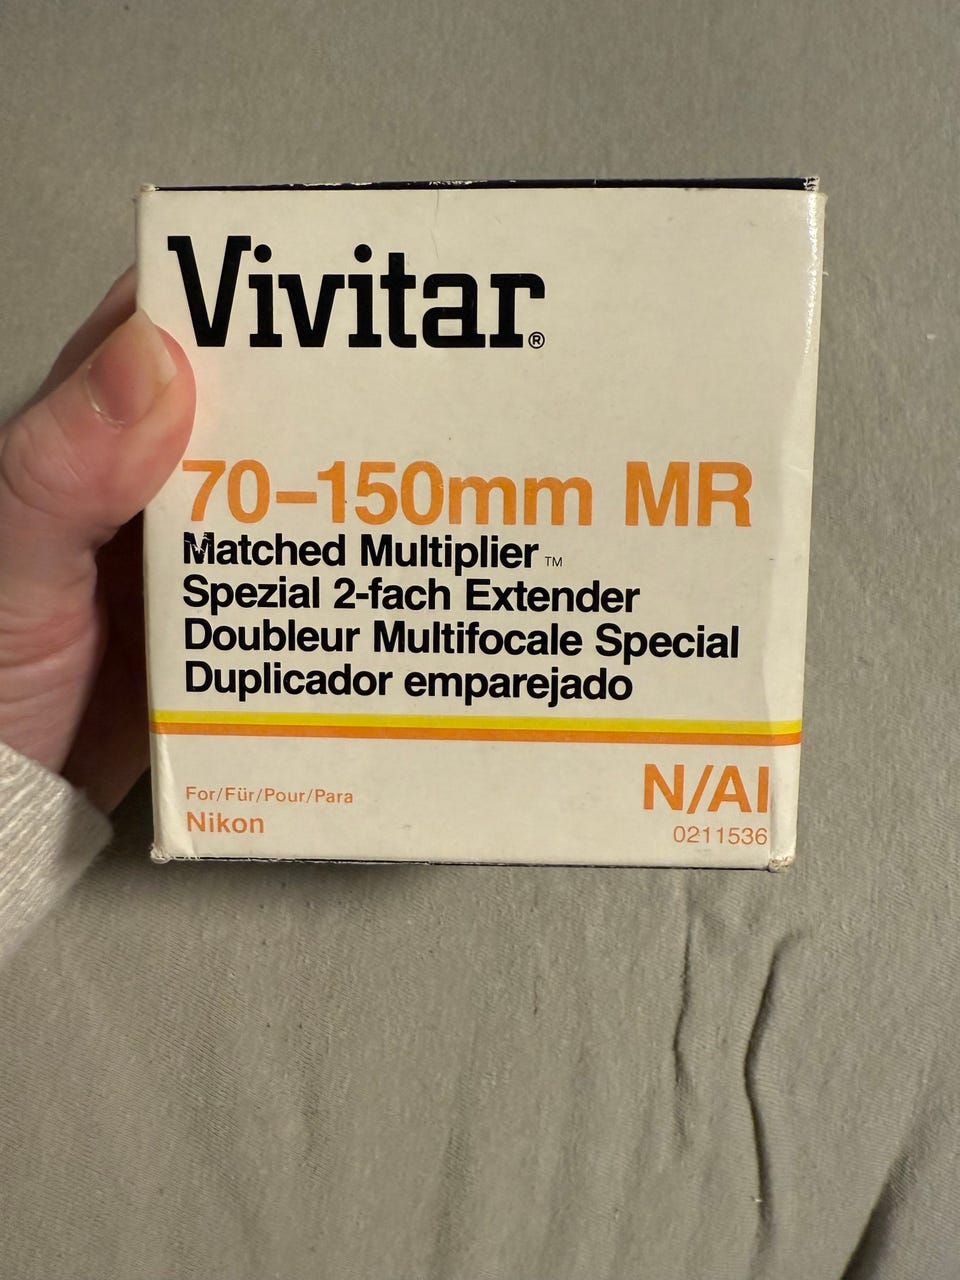 Vivitar®
70–150mm MR
Matched Multiplier™
Spezial 2-fach Extender
Doubleur Multifocale Special
Duplicador emparejado
For/Für/Pour/Para
Nikon
N/AI
0211536